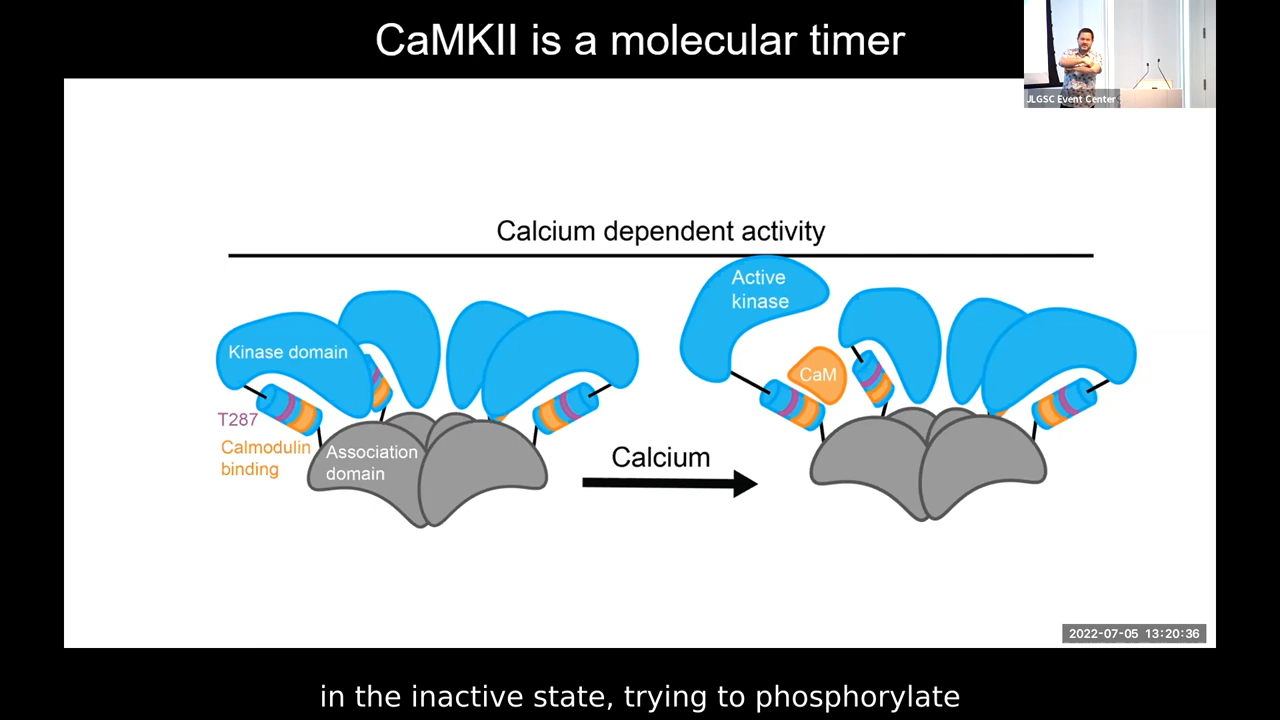 CaMKII is a molecular timer
JLGSC Event Center
Calcium dependent activity
Active
kinase
Kinase domain
CaM
T287
Calmodulin
binding
Association
domain
Calcium
2022-07-05 13:20:36
in the inactive state, trying to phosphorylate